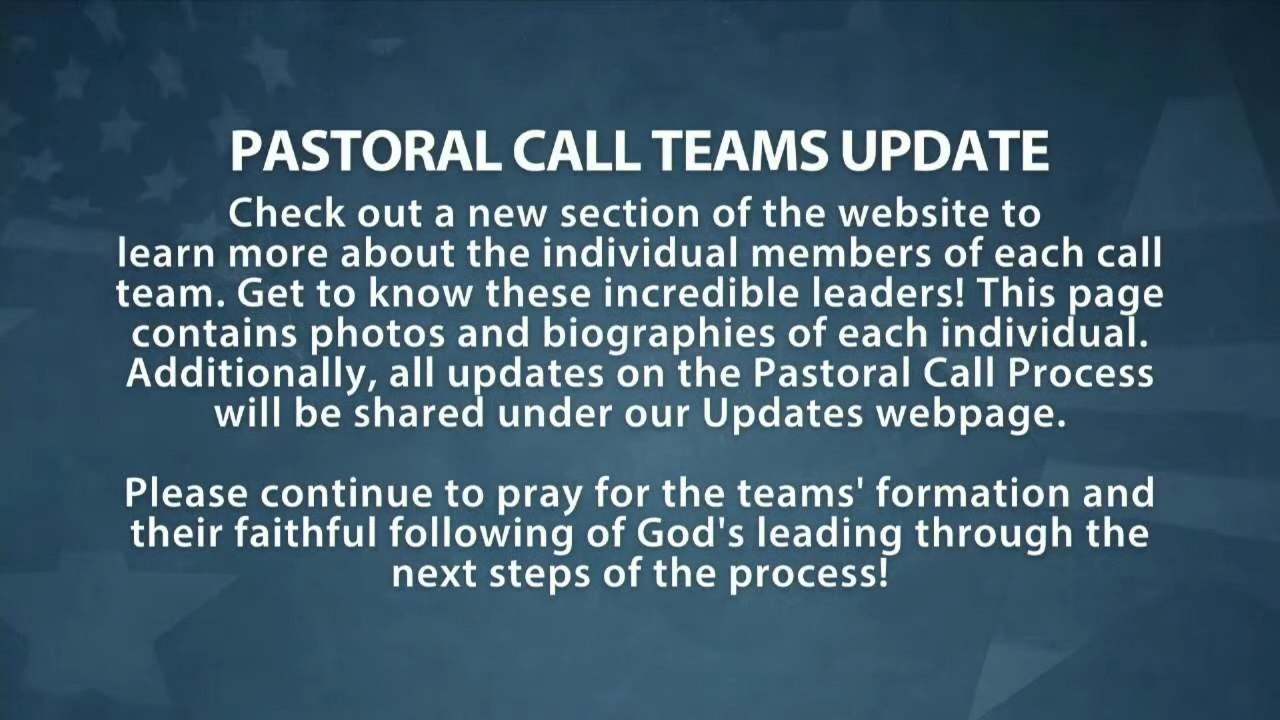 PASTORAL CALL TEAMS UPDATE
Check out a new section of the website to
learn more about the individual members of each call
team. Get to know these incredible leaders! This page
contains photos and biographies of each individual.
Additionally, all updates on the Pastoral Call Process
will be shared under our Updates webpage.
Please continue to pray for the teams' formation and
their faithful following of God's leading through the
next steps of the process!